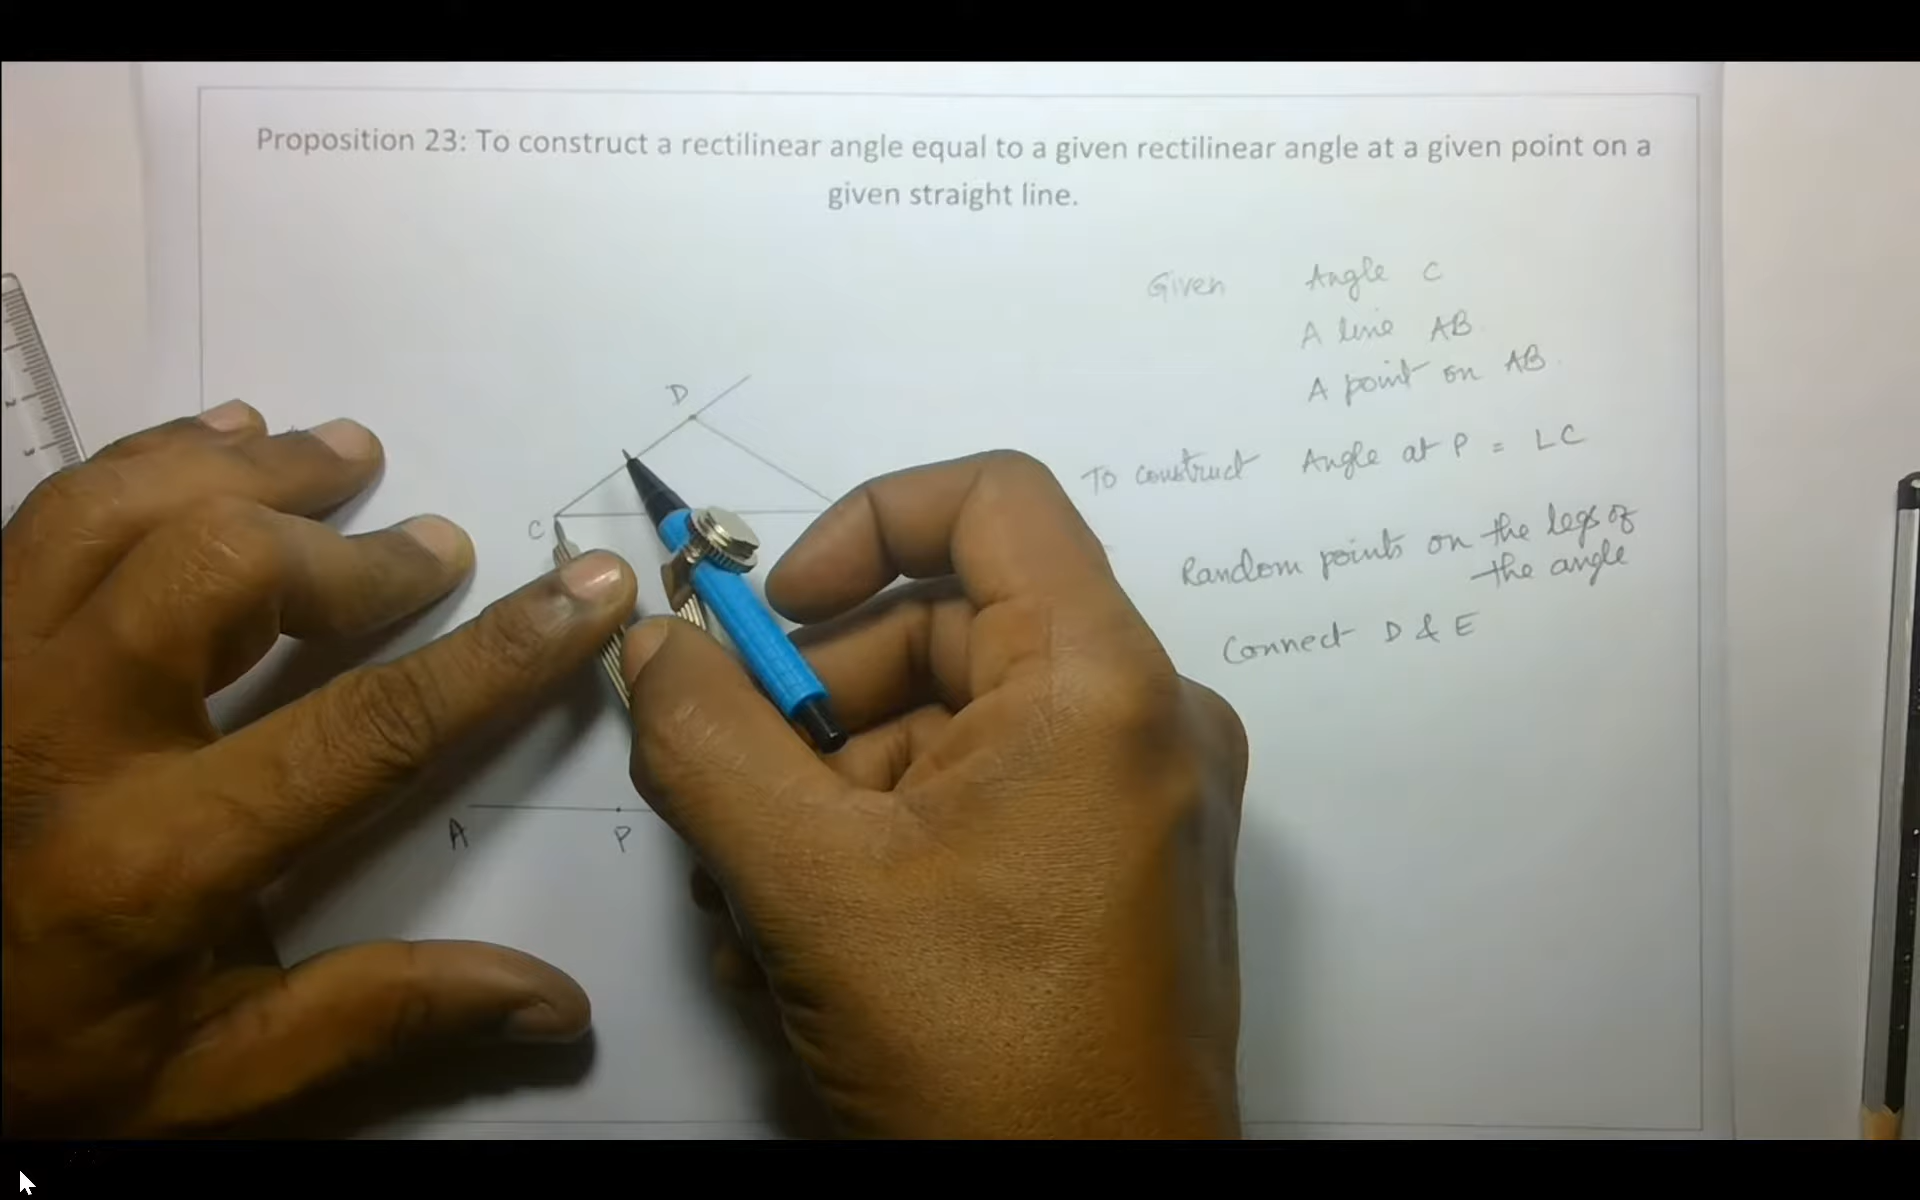 Proposition 23: To construct a rectilinear angle equal to a given rectilinear angle at a given point on a
given straight line.
Given Angle C
A line AB
A point on AB
To construct Angle at P = ∠C
Random points on the legs of
the angle
Connect D & E
D
C
A
P
2
3